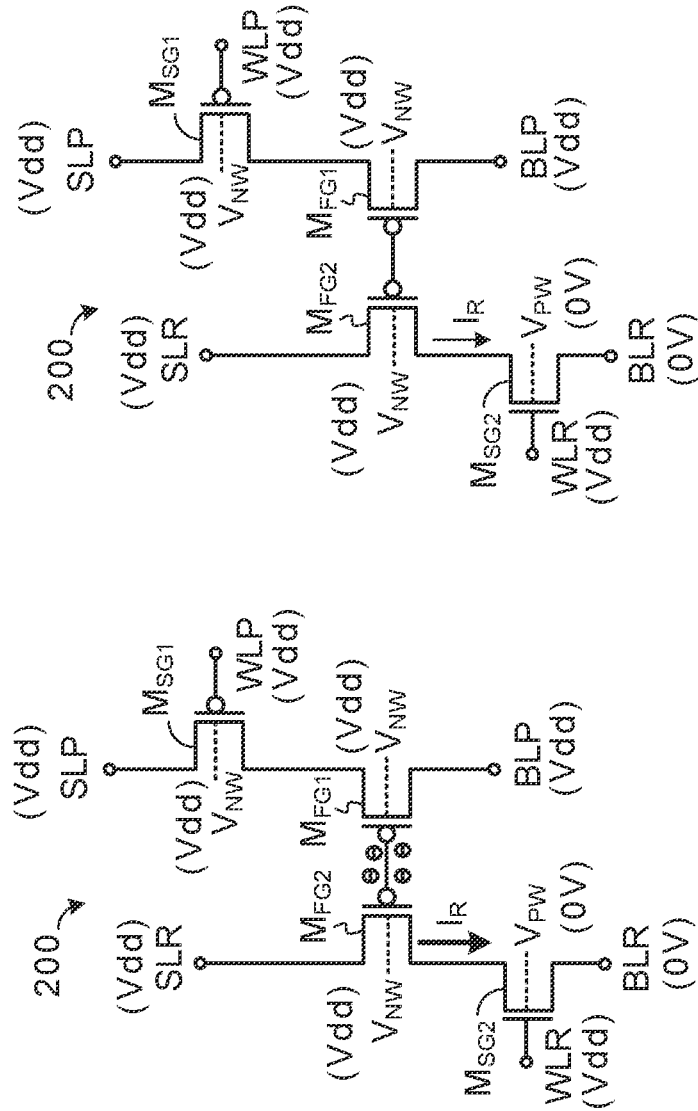 200
(Vdd)
SLR
(Vdd)
SLP
MSG1
WLP
(Vdd)
(Vdd)
VNW
MFG2
MFG1
(Vdd)
VNW
(Vdd)
VNW
IR
MSG2
VPW
(0V)
WLR
(Vdd)
BLR
(0V)
BLP
(Vdd)
200
(Vdd)
SLR
(Vdd)
SLP
MSG1
WLP
(Vdd)
(Vdd)
VNW
MFG2
MFG1
(Vdd)
VNW
(Vdd)
VNW
IR
MSG2
VPW
(0V)
WLR
(Vdd)
BLR
(0V)
BLP
(Vdd)